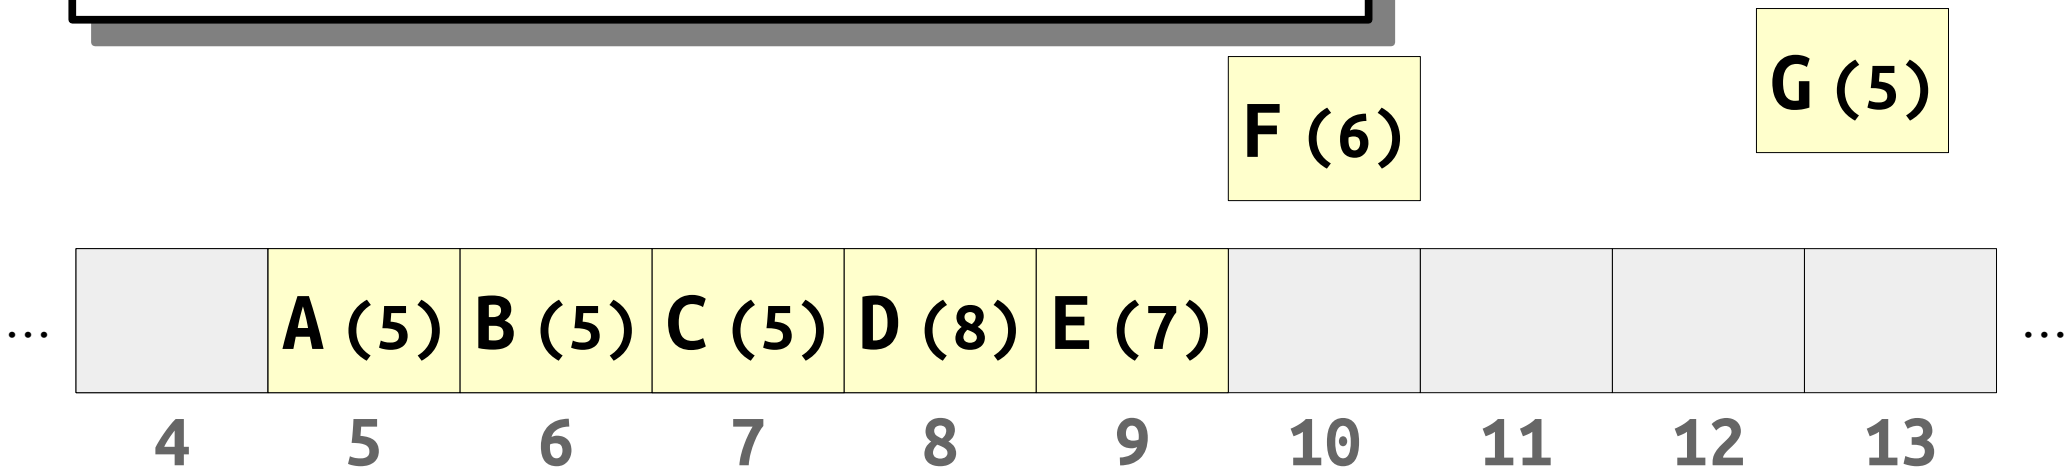 G (5)
F (6)
... A (5) B (5) C (5) D (8) E (7) ...
4 5 6 7 8 9 10 11 12 13